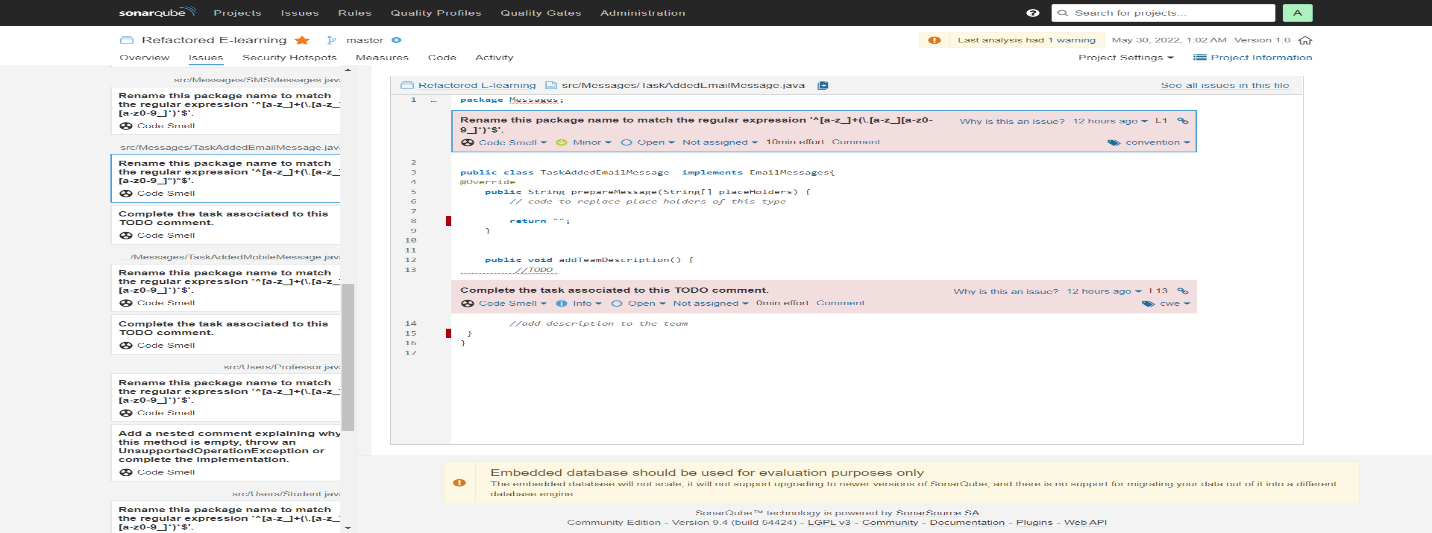 sonarqube Projects Issues Rules Quality Profiles Quality Gates Administration ? Search for projects... A
Refactored E-learning master Last analysis had 1 warning May 30, 2022, 1:02 AM Version 1.0
Overview Issues Security Hotspots Measures Code Activity Project Settings Project Information
src/Messages/SMSMessages.java
Rename this package name to match
the regular expression '^[a-z_]+(\.[a-z_]
[a-z0-9_]*)*$'.
Code Smell
src/Messages/TaskAddedEmailMessage.java
Rename this package name to match
the regular expression '^[a-z_]+(\.[a-z_]
[a-z0-9_]*)*$'.
Code Smell
Complete the task associated to this
TODO comment.
Code Smell
.../Messages/TaskAddedMobileMessage.java
Rename this package name to match
the regular expression '^[a-z_]+(\.[a-z_]
[a-z0-9_]*)*$'.
Code Smell
Complete the task associated to this
TODO comment.
Code Smell
src/Users/Professor.java
Rename this package name to match
the regular expression '^[a-z_]+(\.[a-z_]
[a-z0-9_]*)*$'.
Code Smell
Add a nested comment explaining why
this method is empty, throw an
UnsupportedOperationException or
complete the implementation.
Code Smell
src/Users/Student.java
Rename this package name to match
the regular expression '^[a-z_]+(\.[a-z_]
[a-z0-9_]*)*$'.
Refactored E-learning src/Messages/TaskAddedEmailMessage.java See all issues in this file
1 ... package Messages;
Rename this package name to match the regular expression '^[a-z_]+(\.[a-z_][a-z0-
9_]*)*$'. Why is this an issue? 12 hours ago L1
Code Smell Minor Open Not assigned 10min effort Comment convention
2
3 public class TaskAddedEmailMessage implements EmailMessages{
4 @Override
5 public String prepareMessage(String[] placeHolders) {
6 // code to replace place holders of this type
7
8 return "";
9 }
10
11
12 public void addTeamDescription() {
13 //TODO
Complete the task associated to this TODO comment. Why is this an issue? 12 hours ago L13
Code Smell Info Open Not assigned 0min effort Comment cwe
14 //add description to the team
15 }
16 }
17
Embedded database should be used for evaluation purposes only
The embedded database will not scale, it will not support upgrading to newer versions of SonarQube, and there is no support for migrating your data out of it into a different
database engine.
SonarQube™ technology is powered by SonarSource SA
Community Edition - Version 9.4 (build 54424) - LGPL v3 - Community - Documentation - Plugins - Web API